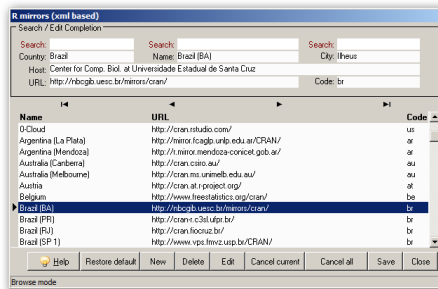 R mirrors (xml based)
Search / Edit Completion
Search: Search: Search:
Country: Brazil Name: Brazil (BA) City: Ilheus
Host: Center for Comp. Biol. at Universidade Estadual de Santa Cruz
URL: http://nbcgib.uesc.br/mirrors/cran/ Code: br
Name URL Code
0-Cloud http://cran.rstudio.com/ us
Argentina (La Plata) http://mirror.fcaglp.unlp.edu.ar/CRAN/ ar
Argentina (Mendoza) http://r.mirror.mendoza-conicet.gob.ar/ ar
Australia (Canberra) http://cran.csiro.au/ au
Australia (Melbourne) http://cran.ms.unimelb.edu.au/ au
Austria http://cran.at.r-project.org/ at
Belgium http://www.freestatistics.org/cran/ be
Brazil (BA) http://nbcgib.uesc.br/mirrors/cran/ br
Brazil (PR) http://cran-r.c3sl.ufpr.br/ br
Brazil (RJ) http://cran.fiocruz.br/ br
Brazil (SP 1) http://www.vps.fmvz.usp.br/CRAN/ br
Help Restore default New Delete Edit Cancel current Cancel all Save Close
Browse mode